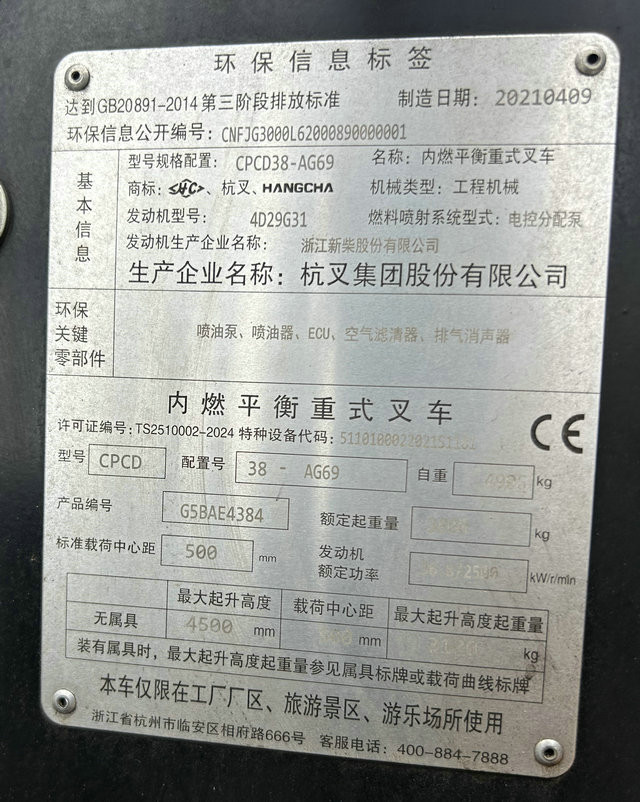 环保信息标签
达到GB20891-2014第三阶段排放标准 制造日期: 20210409
环保信息公开编号: CNFJG3000L62000890000001
基本信息
型号规格配置: CPCD38-AG69 名称: 内燃平衡重式叉车
商标: HC、杭叉、HANGCHA 机械类型: 工程机械
发动机型号: 4D29G31 燃料喷射系统型式: 电控分配泵
发动机生产企业名称: 浙江新柴股份有限公司
生产企业名称: 杭叉集团股份有限公司
环保关键零部件
喷油泵、喷油器、ECU、空气滤清器、排气消声器
内燃平衡重式叉车 CE
许可证编号: TS2510002-2024 特种设备代码:
型号 CPCD 配置号 38 - AG69 自重 kg
产品编号 G5BAE4384 额定起重量 kg
标准载荷中心距 500 mm 发动机额定功率 kW/r/min
最大起升高度 载荷中心距 最大起升高度起重量
无属具 4500 mm mm kg
装有属具时，最大起升高度起重量参见属具标牌或载荷曲线标牌
本车仅限在工厂厂区、旅游景区、游乐场所使用
浙江省杭州市临安区相府路666号 客服电话: 400-884-7888